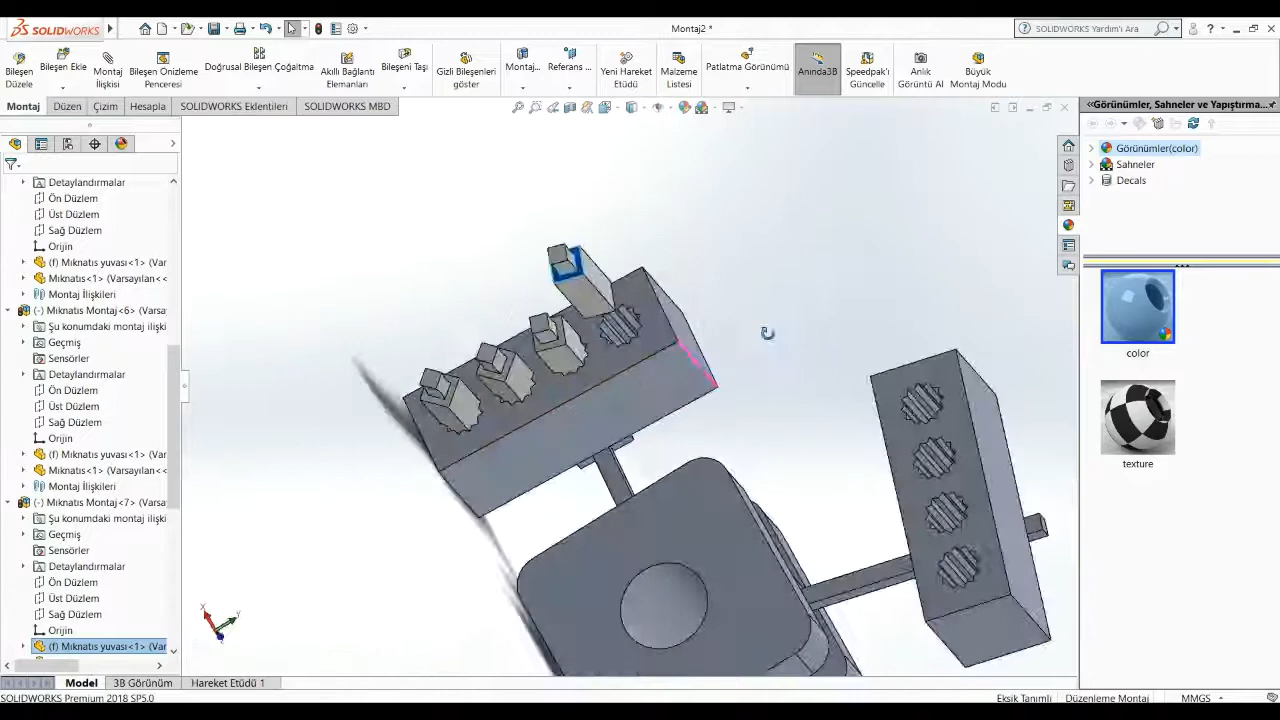 SOLIDWORKS
Montaj2 *
SOLIDWORKS Yardım'ı Ara
Bileşen Düzele
Bileşen Ekle
Montaj ilişkisi
Bileşen Önizleme Penceresi
Doğrusal Bileşen Çoğaltma
Akıllı Bağlantı Elemanları
Bileşeni Taşı
Gizli Bileşenleri göster
Montaj...
Referans ...
Yeni Hareket Etüdü
Malzeme Listesi
Patlatma Görünümü
Anında3B
Speedpak'i Güncelle
Anlık Görüntü Al
Büyük Montaj Modu
Montaj
Düzen
Çizim
Hesapla
SOLIDWORKS Eklentileri
SOLIDWORKS MBD
Görünümler, Sahneler ve Yapıştırma...
Görünümler(color)
Sahneler
Decals
color
texture
Detaylandırmalar
Ön Düzlem
Üst Düzlem
Sağ Düzlem
Orijin
(f) Mıknatıs yuvası<1> (Var
Mıknatıs<1> (Varsayılan<<
Montaj İlişkileri
(-) Mıknatıs Montaj<6> (Varsa
Şu konumdaki montaj ilişki
Geçmiş
Sensörler
Detaylandırmalar
Ön Düzlem
Üst Düzlem
Sağ Düzlem
Orijin
(f) Mıknatıs yuvası<1> (Var
Mıknatıs<1> (Varsayılan<<
Montaj İlişkileri
(-) Mıknatıs Montaj<7> (Varsa
Şu konumdaki montaj ilişki
Geçmiş
Sensörler
Detaylandırmalar
Ön Düzlem
Üst Düzlem
Sağ Düzlem
Orijin
(f) Mıknatıs yuvası<1> (Var
X
Y
Model
3B Görünüm
Hareket Etüdü 1
SOLIDWORKS Premium 2018 SP5.0
Eksik Tanımlı
Düzenleme Montaj
MMGS